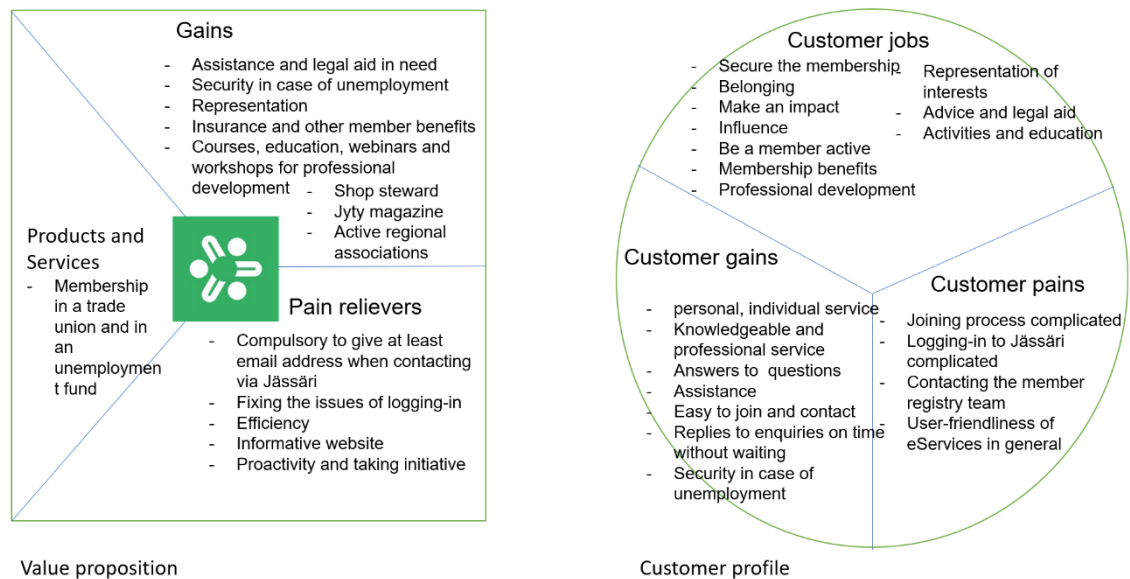 Gains
- Assistance and legal aid in need
- Security in case of unemployment
- Representation
- Insurance and other member benefits
- Courses, education, webinars and
workshops for professional
development
- Shop steward
- Jyty magazine
- Active regional
associations
Products and
Services
- Membership
in a trade
union and in
an
unemploymen
t fund
Pain relievers
- Compulsory to give at least
email address when contacting
via Jässäri
- Fixing the issues of logging-in
- Efficiency
- Informative website
- Proactivity and taking initiative
Value proposition
Customer jobs
- Secure the membership
- Belonging
- Make an impact
- Influence
- Be a member active
- Membership benefits
- Professional development
- Representation of
interests
- Advice and legal aid
- Activities and education
Customer gains
- personal, individual service
- Knowledgeable and
professional service
- Answers to questions
- Assistance
- Easy to join and contact
- Replies to enquiries on time
without waiting
- Security in case of
unemployment
Customer pains
- Joining process complicated
- Logging-in to Jässäri
complicated
- Contacting the member
registry team
- User-friendliness of
eServices in general
Customer profile